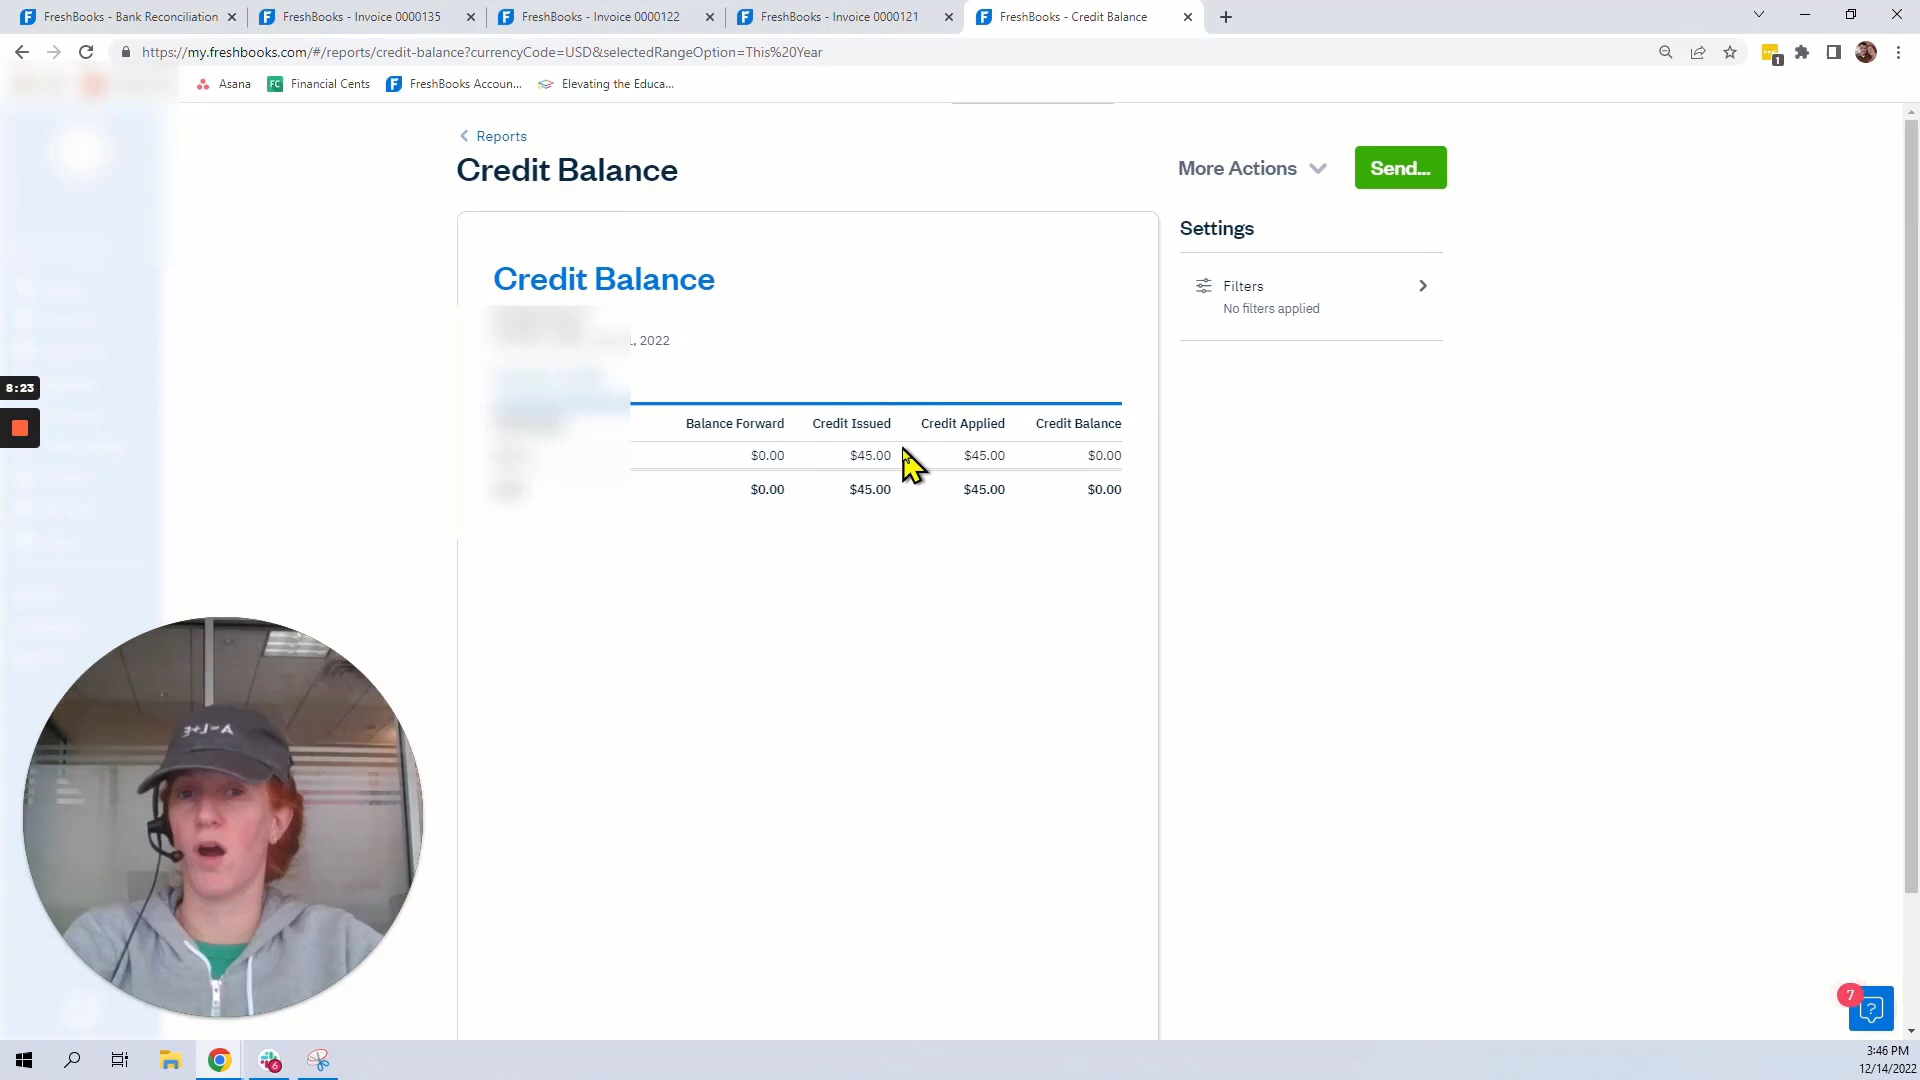 FreshBooks - Bank Reconciliation
FreshBooks - Invoice 0000135
FreshBooks - Invoice 0000122
FreshBooks - Invoice 0000121
FreshBooks - Credit Balance
https://my.freshbooks.com/#/reports/credit-balance?currencyCode=USD&selectedRangeOption=This%20Year
1
Asana
FC Financial Cents
FreshBooks Accoun...
Elevating the Educa...
Reports
Credit Balance
More Actions
Send...
Settings
Filters
No filters applied
Credit Balance
, 2022
8:23
Balance Forward Credit Issued Credit Applied Credit Balance
$0.00 $45.00 $45.00 $0.00
$0.00 $45.00 $45.00 $0.00
7
?
6
3:46 PM
12/14/2022